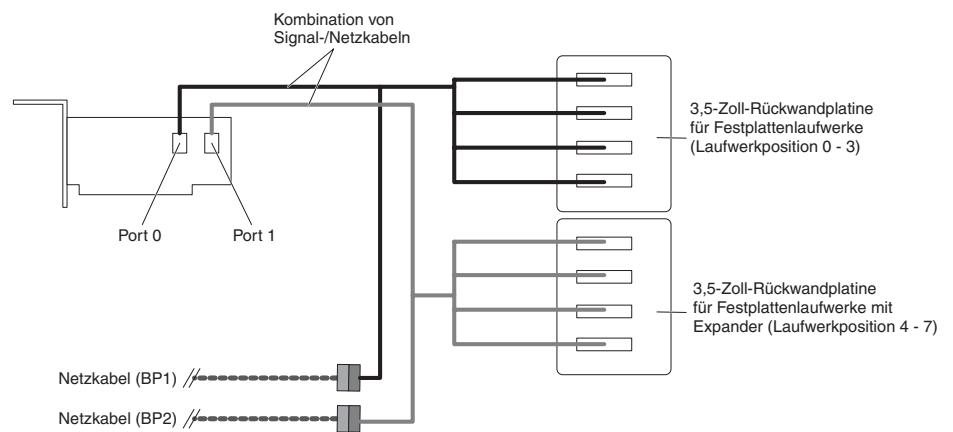 Kombination von
Signal-/Netzkabeln
3,5-Zoll-Rückwandplatine
für Festplattenlaufwerke
(Laufwerkposition 0 - 3)
Port 0
Port 1
3,5-Zoll-Rückwandplatine
für Festplattenlaufwerke mit
Expander (Laufwerkposition 4 - 7)
Netzkabel (BP1)
Netzkabel (BP2)